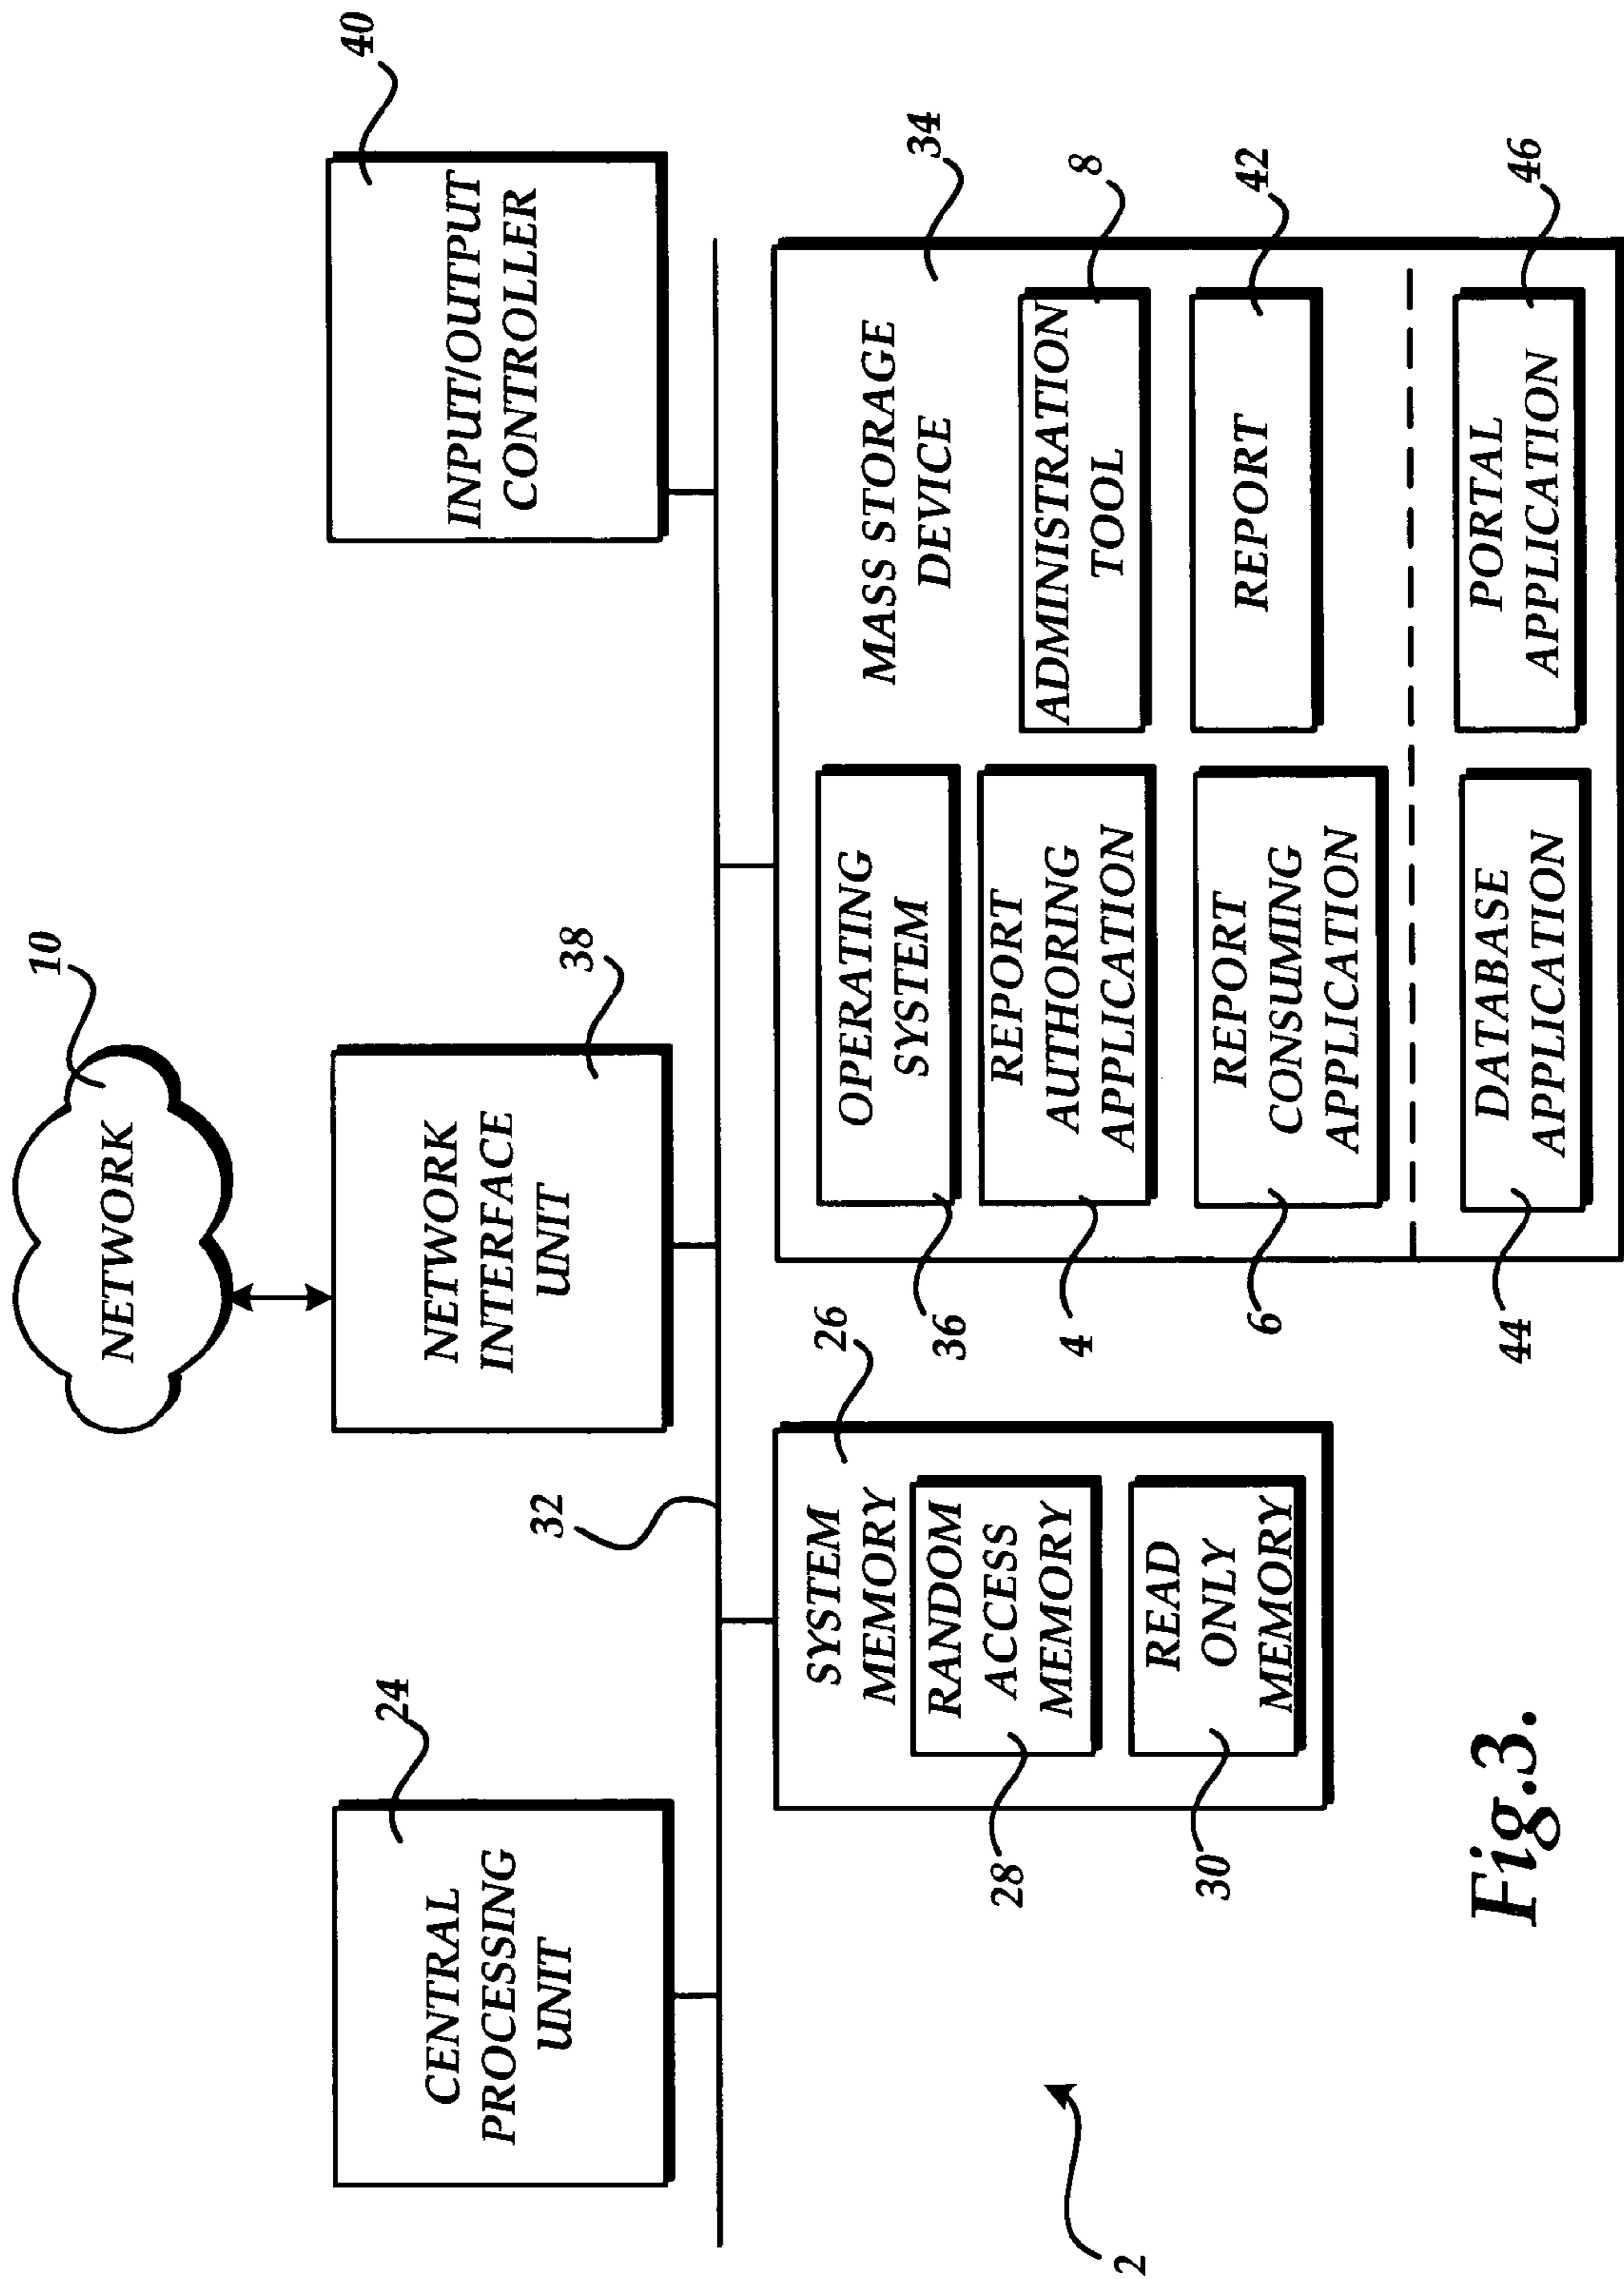 10
NETWORK
24
CENTRAL
PROCESSING
UNIT
38
NETWORK
INTERFACE
UNIT
40
INPUT/OUTPUT
CONTROLLER
32
26
SYSTEM
MEMORY
28
RANDOM
ACCESS
MEMORY
30
READ
ONLY
MEMORY
34
MASS STORAGE
DEVICE
36
OPERATING
SYSTEM
4
REPORT
AUTHORING
APPLICATION
8
ADMINISTRATION
TOOL
6
REPORT
CONSUMING
APPLICATION
42
REPORT
44
DATABASE
APPLICATION
46
PORTAL
APPLICATION
2
Fig.3.